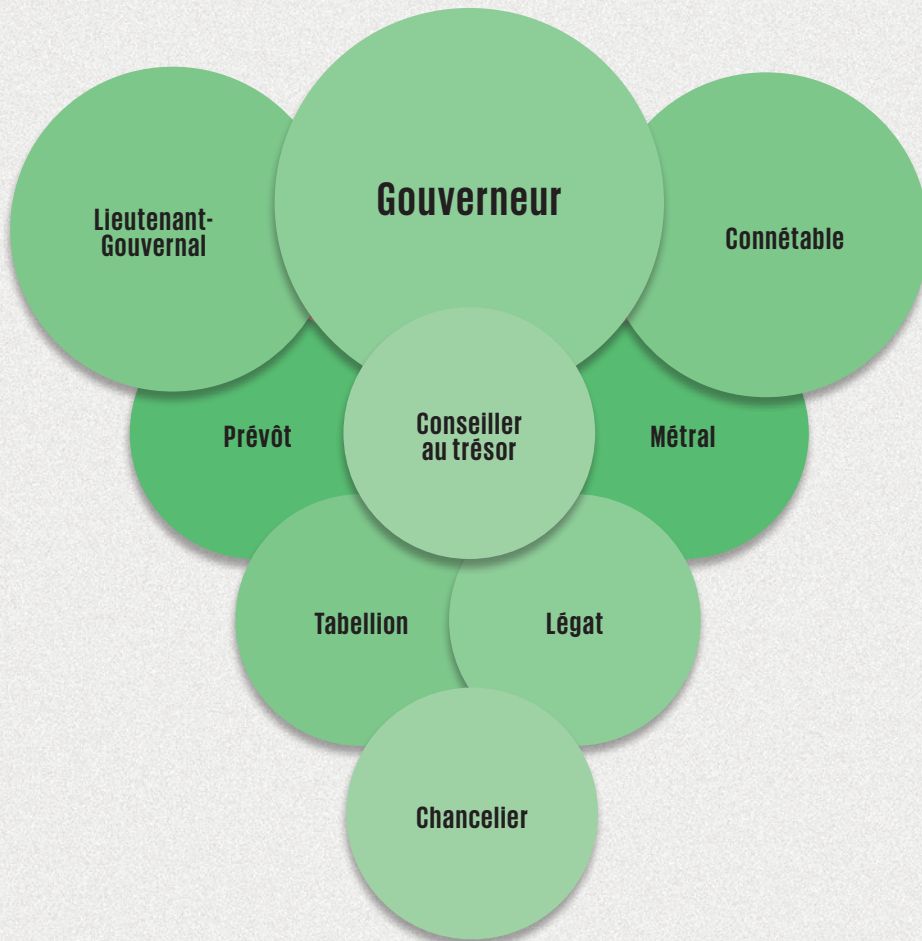 Gouverneur
Lieutenant-
Gouvernal
Connétable
Prévôt
Conseiller
au trésor
Métral
Tabellion
Légat
Chancelier